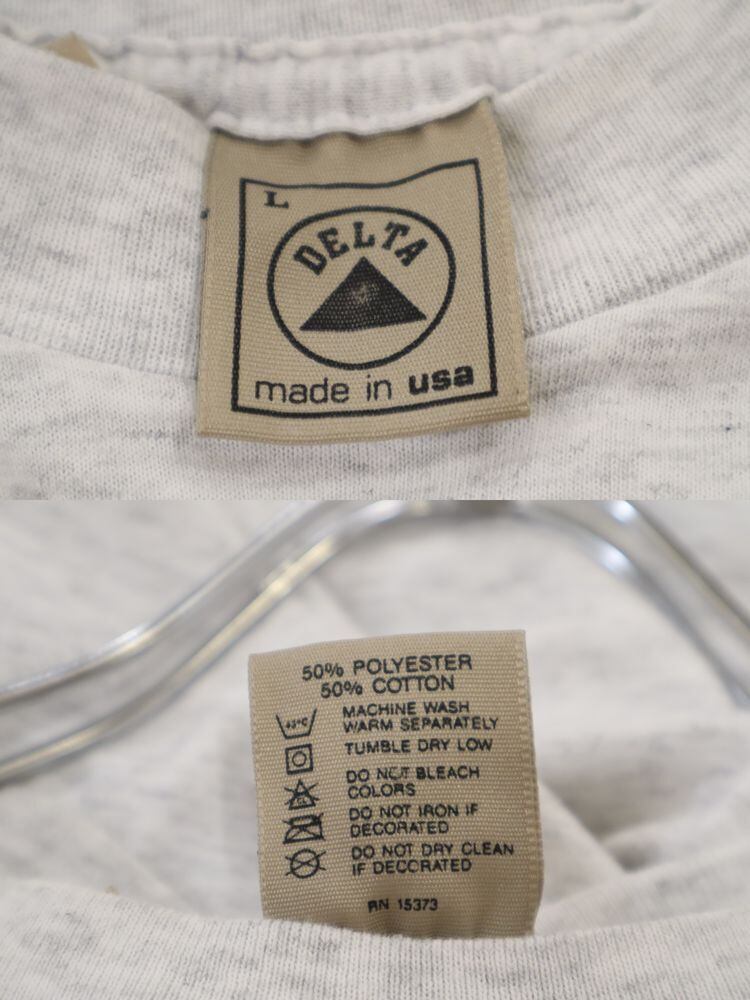 L
DELTA
made in usa
50% POLYESTER
50% COTTON
MACHINE WASH
WARM SEPARATELY
TUMBLE DRY LOW
DO NOT BLEACH
COLORS
DO NOT IRON IF
DECORATED
DO NOT DRY CLEAN
IF DECORATED
RN 15373